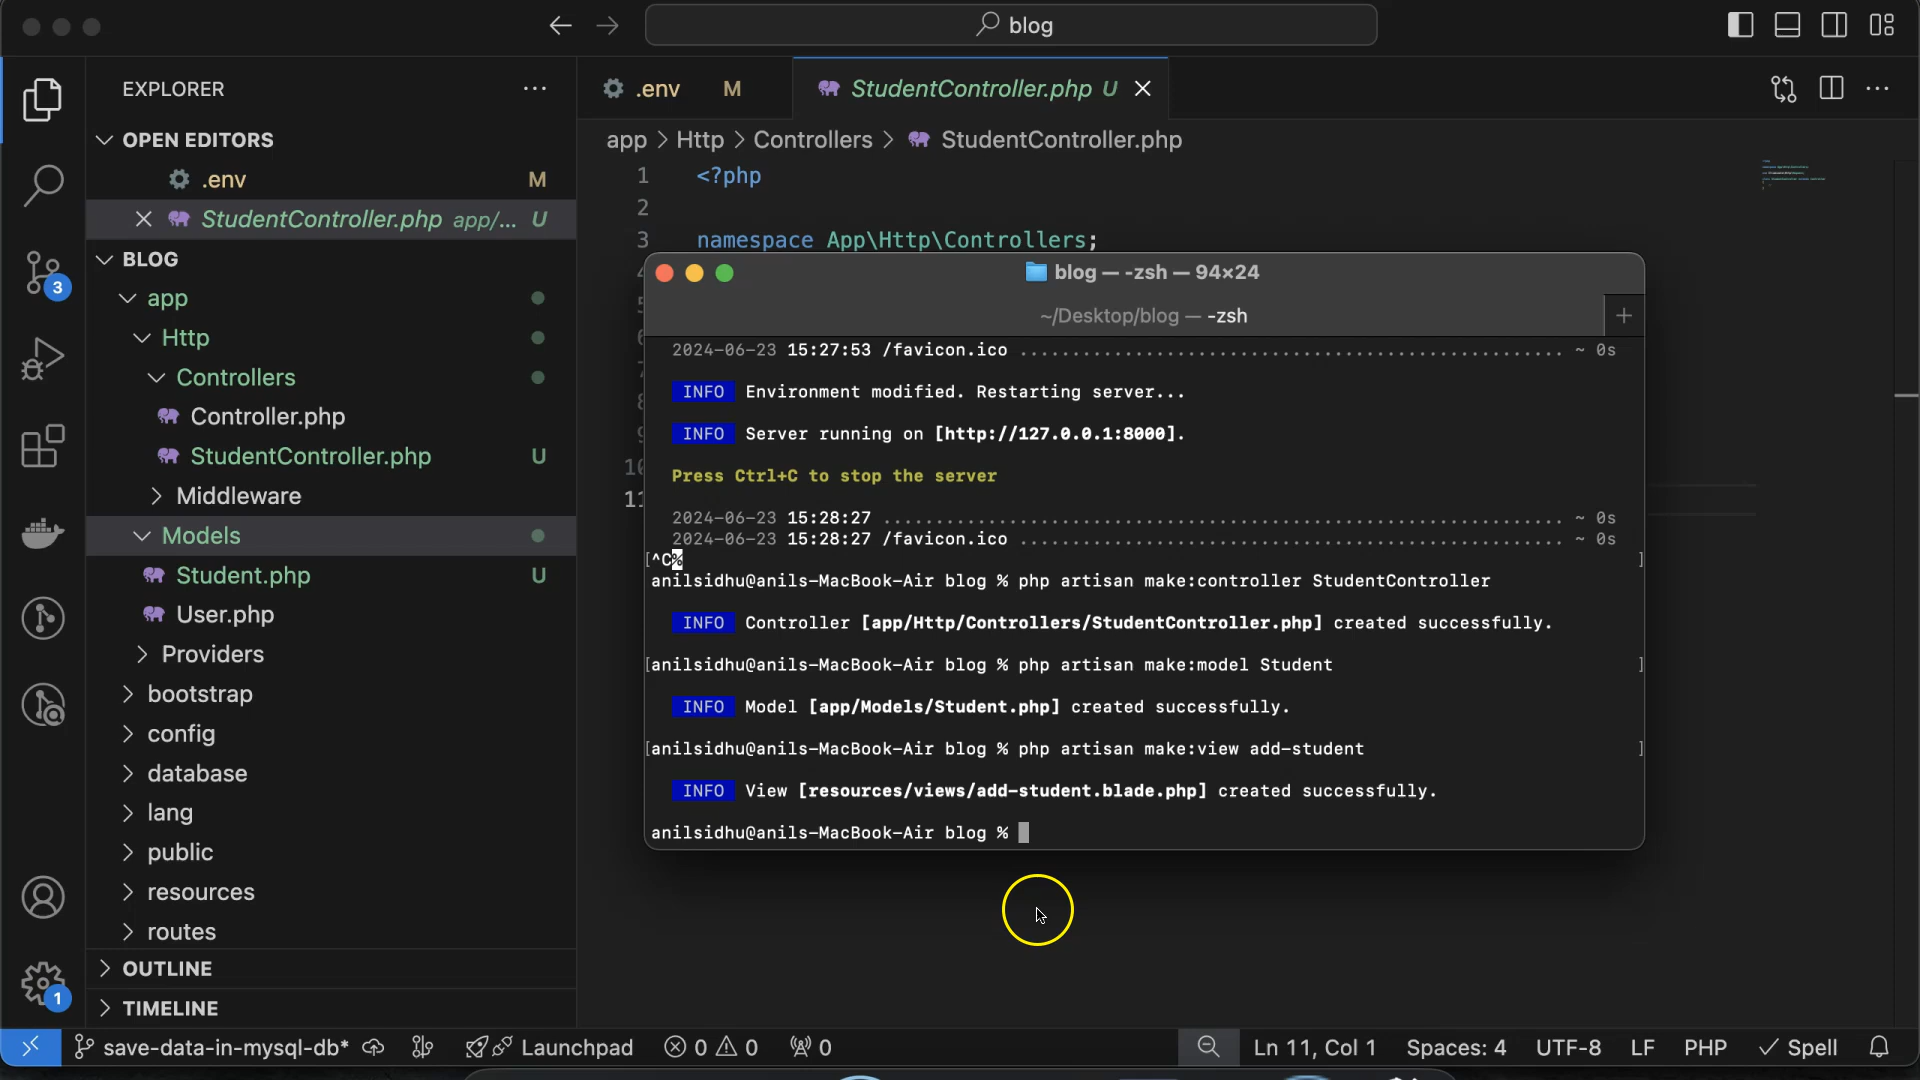 blog
EXPLORER
OPEN EDITORS
.env M
StudentController.php app/... U
BLOG
app
Http
Controllers
Controller.php
StudentController.php U
Middleware
Models
Student.php U
User.php
Providers
bootstrap
config
database
lang
public
resources
routes
OUTLINE
TIMELINE
3
1
.env M
StudentController.php U
app > Http > Controllers > StudentController.php
1 <?php
2
3 namespace App\Http\Controllers;
10
11
blog — -zsh — 94×24
~/Desktop/blog — -zsh
2024-06-23 15:27:53 /favicon.ico .................................................... ~ 0s
INFO Environment modified. Restarting server...
INFO Server running on [http://127.0.0.1:8000].
Press Ctrl+C to stop the server
2024-06-23 15:28:27 ................................................................. ~ 0s
2024-06-23 15:28:27 /favicon.ico .................................................... ~ 0s
[^C% ]
anilsidhu@anils-MacBook-Air blog % php artisan make:controller StudentController
INFO Controller [app/Http/Controllers/StudentController.php] created successfully.
[anilsidhu@anils-MacBook-Air blog % php artisan make:model Student ]
INFO Model [app/Models/Student.php] created successfully.
[anilsidhu@anils-MacBook-Air blog % php artisan make:view add-student ]
INFO View [resources/views/add-student.blade.php] created successfully.
anilsidhu@anils-MacBook-Air blog %
save-data-in-mysql-db* Launchpad 0 0 0 Ln 11, Col 1 Spaces: 4 UTF-8 LF PHP Spell